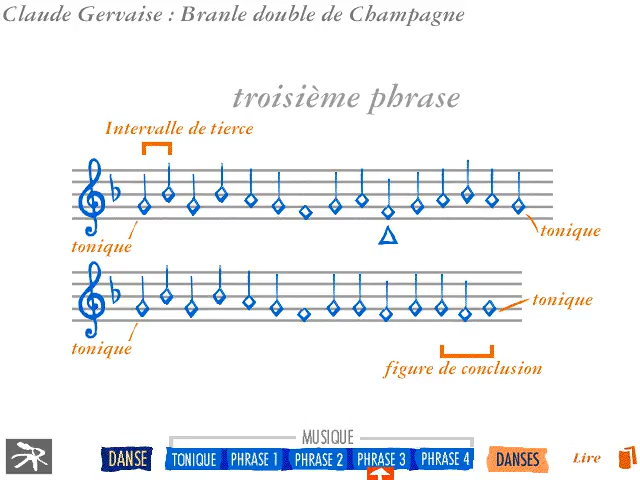 Claude Gervaise : Branle double de Champagne
troisième phrase
Intervalle de tierce
tonique
tonique
tonique
tonique
figure de conclusion
MUSIQUE
DANSE TONIQUE PHRASE 1 PHRASE 2 PHRASE 3 PHRASE 4 DANSES Lire